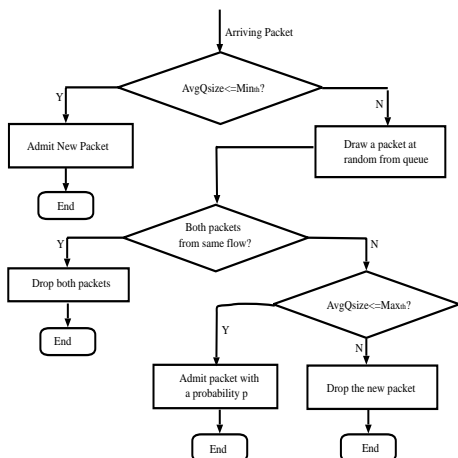 Arriving Packet
AvgQsize<=Minth?
Y
N
Admit New Packet
Draw a packet at
random from queue
End
Both packets
from same flow?
Y
N
Drop both packets
AvgQsize<=Maxth?
End
Y
N
Admit packet with
a probability p
Drop the new packet
End
End